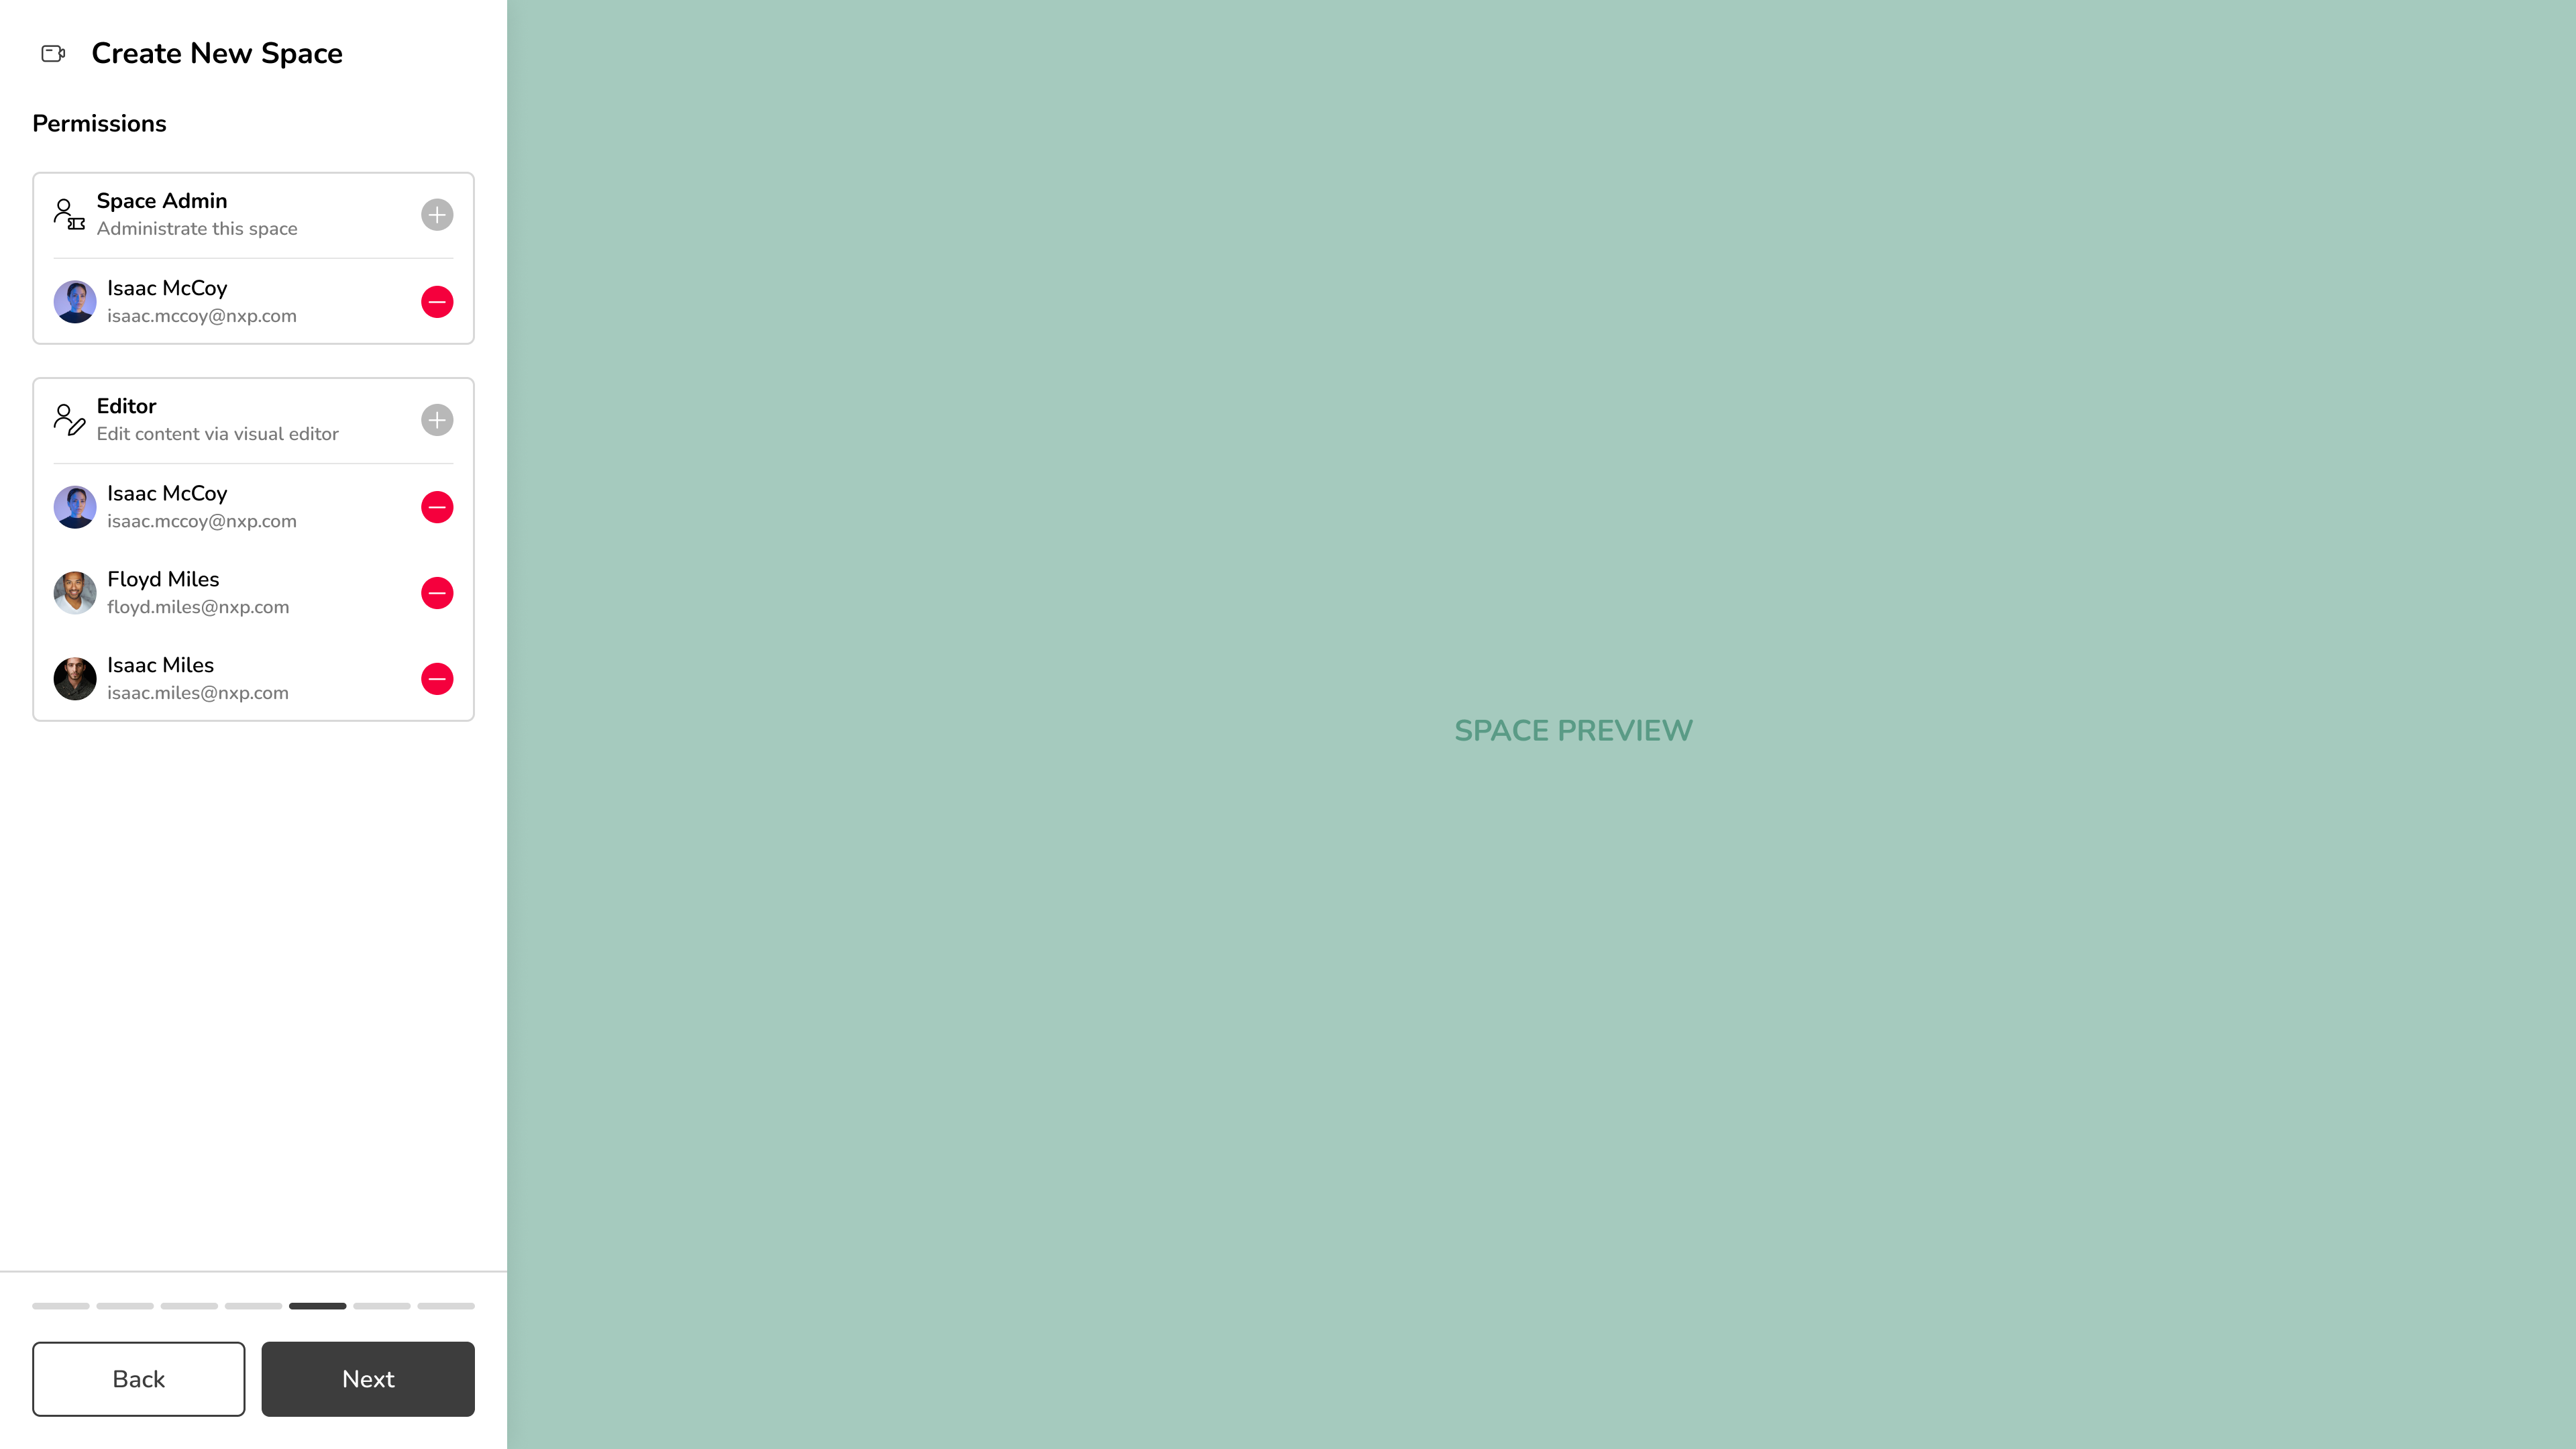 Create New Space
Permissions
Space Admin
Administrate this space
Isaac McCoy
isaac.mccoy@nxp.com
Editor
Edit content via visual editor
Isaac McCoy
isaac.mccoy@nxp.com
Floyd Miles
floyd.miles@nxp.com
Isaac Miles
isaac.miles@nxp.com
Back
Next
SPACE PREVIEW